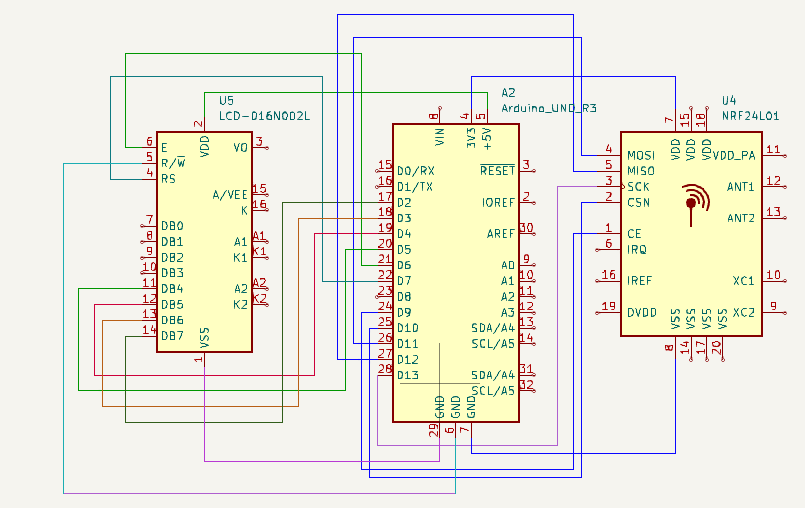 U5
LCD-016N002L
2
VDD
6 E
5 R/W
4 RS
VO 3
A/VEE 15
K 16
7 DB0
8 DB1
9 DB2
10 DB3
11 DB4
12 DB5
13 DB6
14 DB7
A1 A1
K1 K1
A2 A2
K2 K2
VSS
1
A2
Arduino_UNO_R3
8 4 5
VIN 3V3 +5V
15 D0/RX
16 D1/TX
17 D2
18 D3
19 D4
20 D5
21 D6
22 D7
23 D8
24 D9
25 D10
26 D11
27 D12
28 D13
RESET 3
IOREF 2
AREF 30
A0 9
A1 10
A2 11
A3 12
SDA/A4 13
SCL/A5 14
SDA/A4 31
SCL/A5 32
GND GND GND
29 6 7
U4
NRF24L01
7 15 18
VDD VDD VDD
4 MOSI
5 MISO
3 SCK
2 CSN
1 CE
6 IRQ
16 IREF
19 DVDD
VDD_PA 11
ANT1 12
ANT2 13
XC1 10
XC2 9
VSS VSS VSS VSS
8 14 17 20